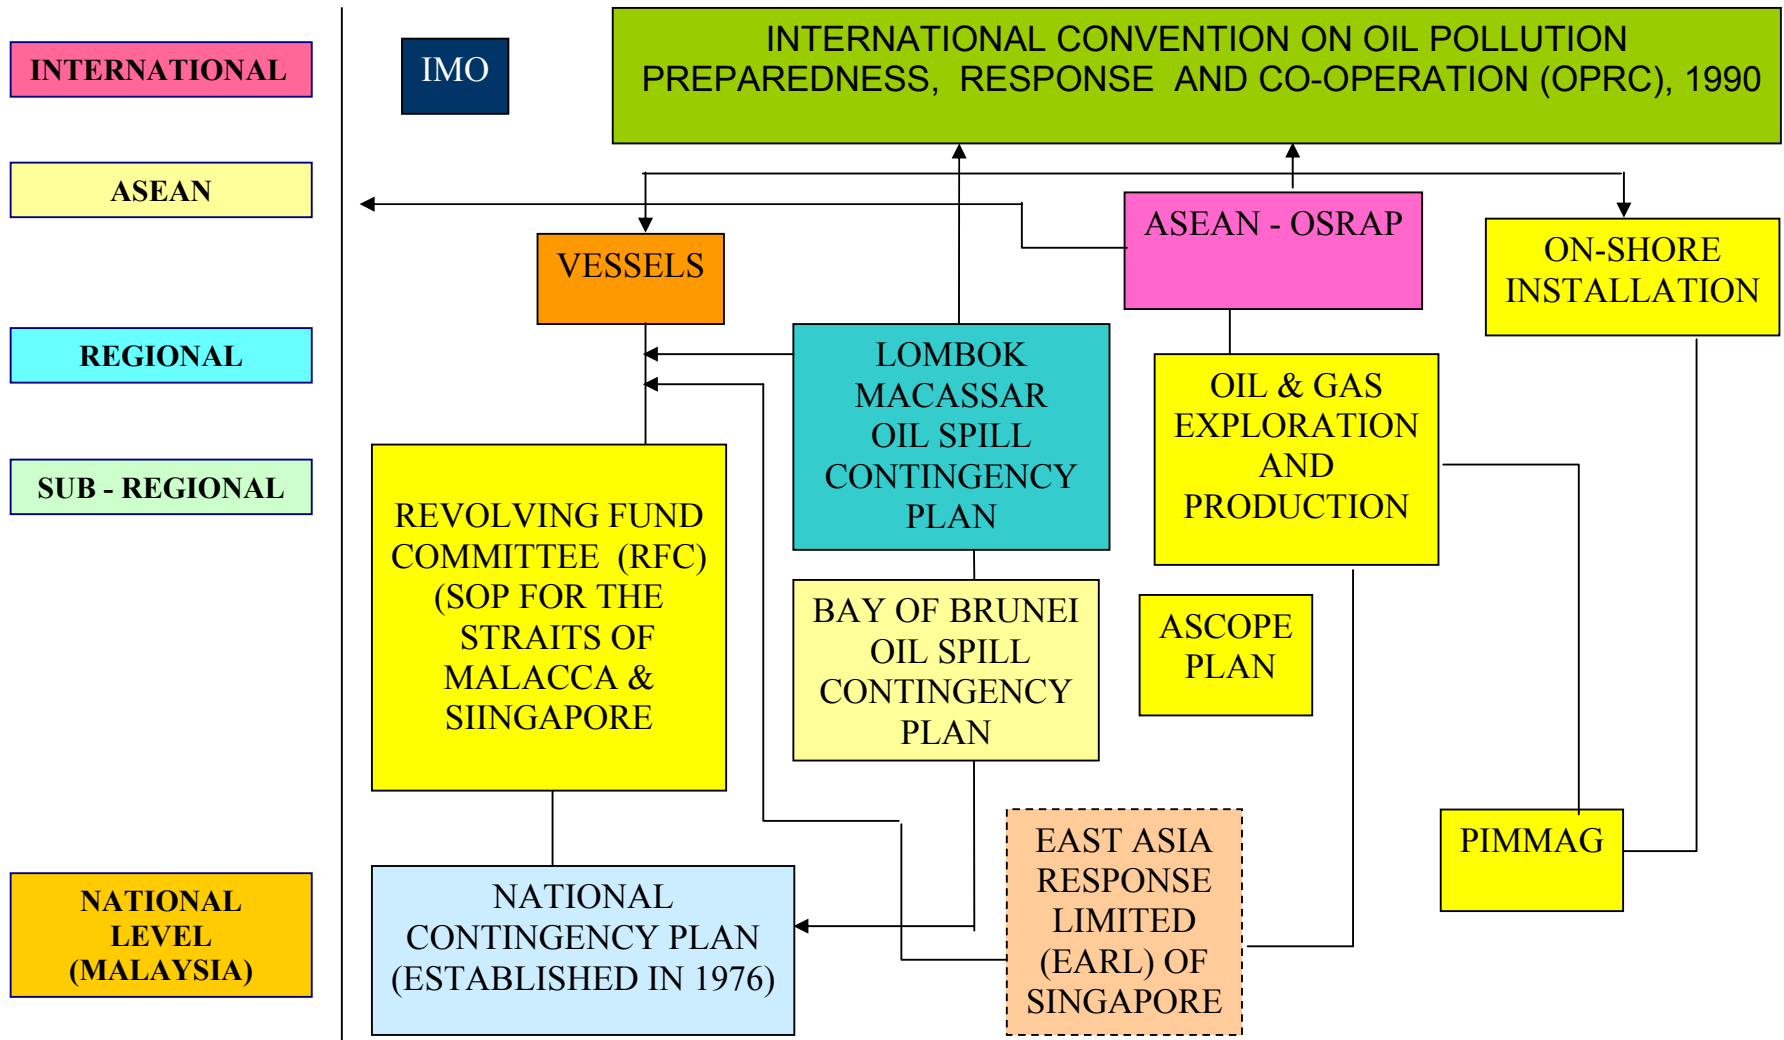 INTERNATIONAL
ASEAN
REGIONAL
SUB - REGIONAL
NATIONAL
LEVEL
(MALAYSIA)
IMO
INTERNATIONAL CONVENTION ON OIL POLLUTION
PREPAREDNESS, RESPONSE AND CO-OPERATION (OPRC), 1990
VESSELS
ASEAN - OSRAP
ON-SHORE
INSTALLATION
LOMBOK
MACASSAR
OIL SPILL
CONTINGENCY
PLAN
OIL & GAS
EXPLORATION
AND
PRODUCTION
REVOLVING FUND
COMMITTEE (RFC)
(SOP FOR THE
STRAITS OF
MALACCA &
SIINGAPORE
BAY OF BRUNEI
OIL SPILL
CONTINGENCY
PLAN
ASCOPE
PLAN
NATIONAL
CONTINGENCY PLAN
(ESTABLISHED IN 1976)
EAST ASIA
RESPONSE
LIMITED
(EARL) OF
SINGAPORE
PIMMAG